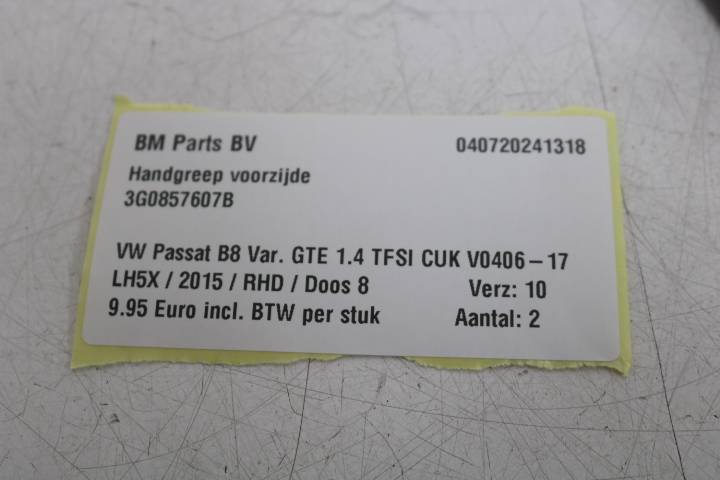 BM Parts BV 040720241318
Handgreep voorzijde
3G0857607B
VW Passat B8 Var. GTE 1.4 TFSI CUK V0406-17
LH5X / 2015 / RHD / Doos 8 Verz: 10
9.95 Euro incl. BTW per stuk Aantal: 2